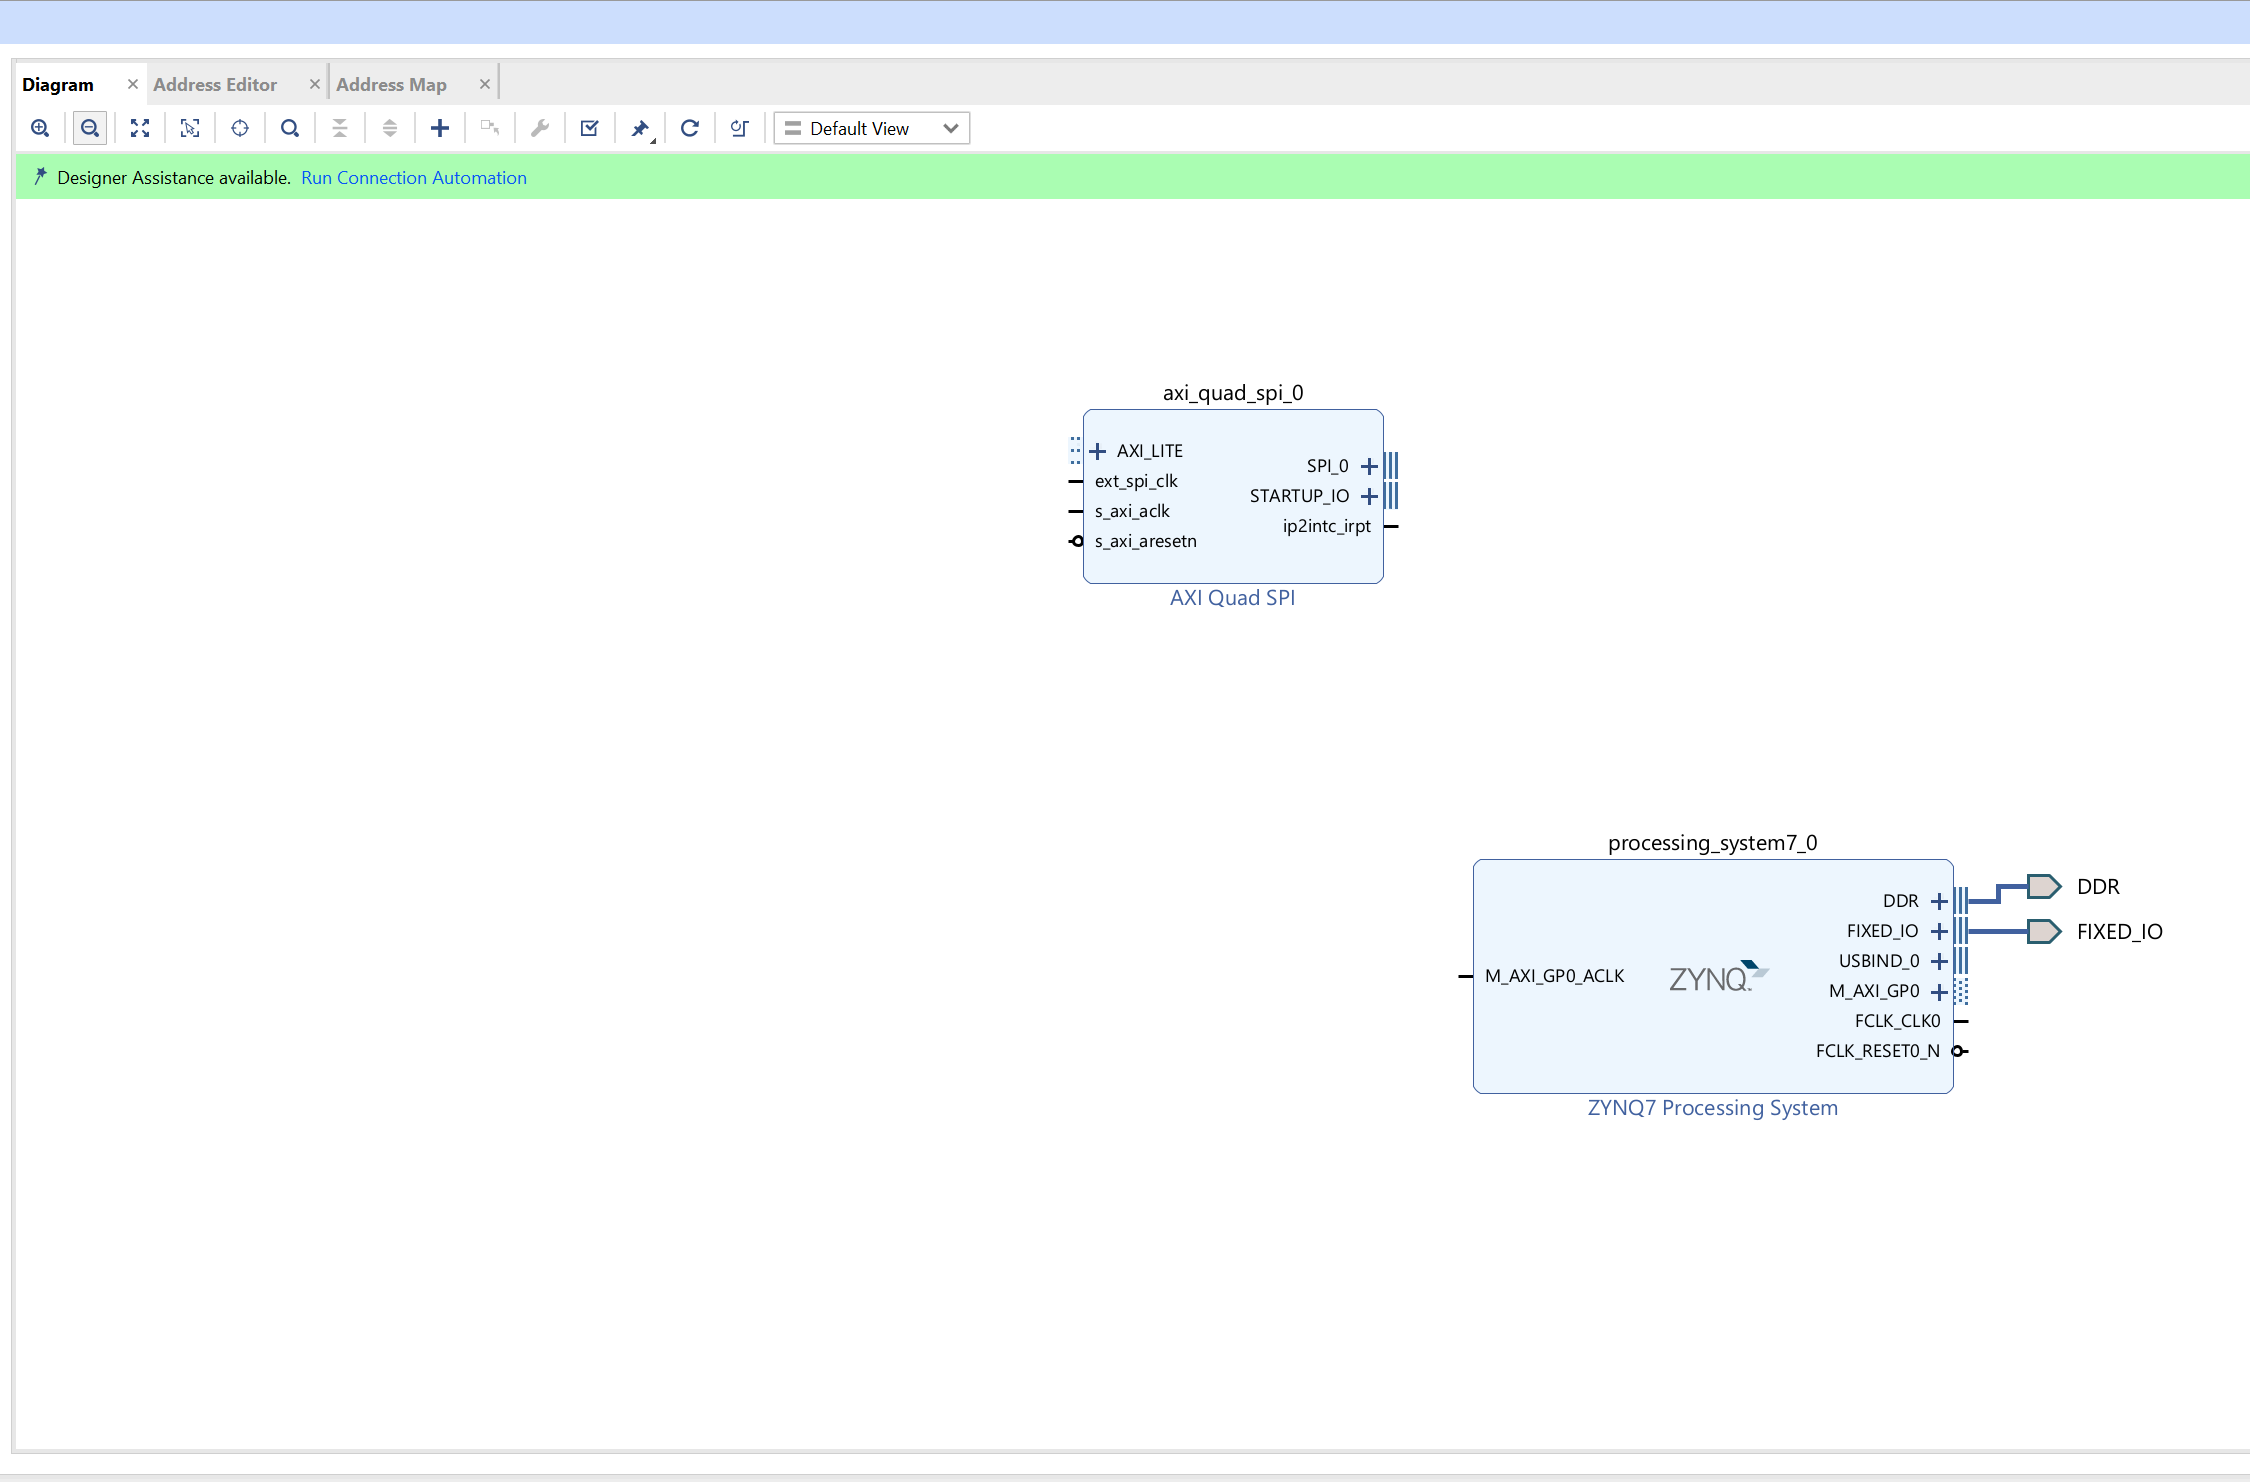 Diagram
Address Editor
Address Map
Default View
Designer Assistance available. Run Connection Automation
axi_quad_spi_0
AXI_LITE
ext_spi_clk
s_axi_aclk
s_axi_aresetn
SPI_0
STARTUP_IO
ip2intc_irpt
AXI Quad SPI
processing_system7_0
M_AXI_GP0_ACLK
ZYNQ
DDR
FIXED_IO
USBIND_0
M_AXI_GP0
FCLK_CLK0
FCLK_RESET0_N
DDR
FIXED_IO
ZYNQ7 Processing System